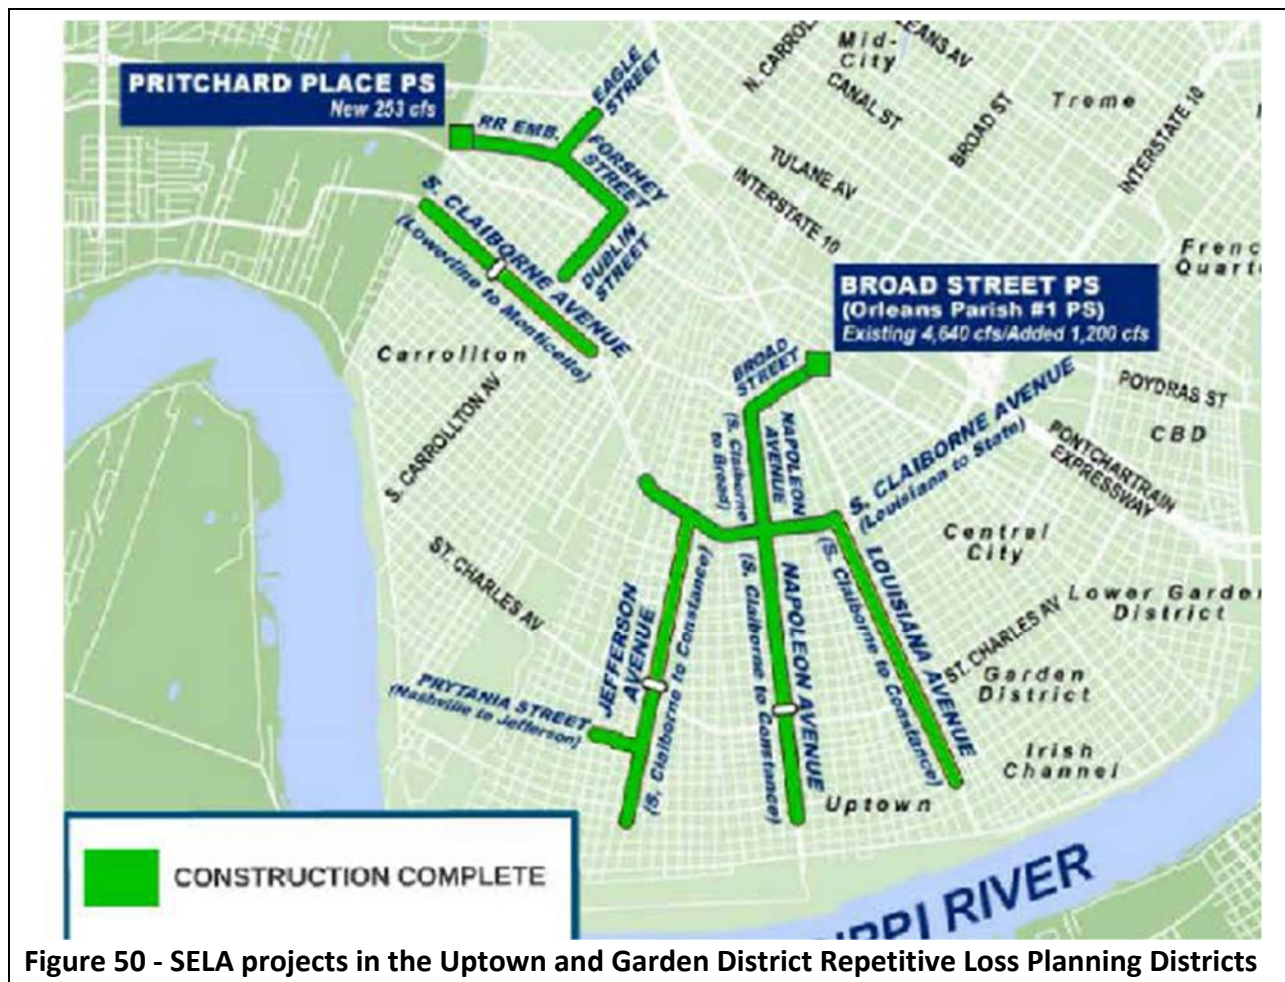 PRITCHARD PLACE PS
New 253 cfs
RR EMB.
EAGLE
STREET
FORSHEY
STREET
DUBLIN
STREET
S. CLAIBORNE AVENUE
(Lowerline to Monticello)
N. CARROL
Mid-
City
EANS AV
CANAL ST
Treme
BROAD ST
INTERSTATE 10
TULANE AV
INTERSTATE 10
Frenc
Quart
BROAD STREET PS
(Orleans Parish #1 PS)
Existing 4,640 cfs/Added 1,200 cfs
Carrollton
S. CARROLLTON AV
BROAD
STREET
NAPOLEON
AVENUE
(S. Claiborne
to Broad)
S. CLAIBORNE AVENUE
(Louisiana to State)
POYDRAS ST
CBD
PONTCHARTRAIN
EXPRESSWAY
Central
City
ST. CHARLES AV
JEFFERSON
AVENUE
(S. Claiborne to Constance)
NAPOLEON AVENUE
(S. Claiborne to Constance)
LOUISIANA AVENUE
(S. Claiborne to Constance)
ST. CHARLES AV
Lower Garden
District
Garden
District
PRYTANIA STREET
(Nashville to Jefferson)
Irish
Channel
Uptown
IPPI RIVER
CONSTRUCTION COMPLETE
Figure 50 - SELA projects in the Uptown and Garden District Repetitive Loss Planning Districts